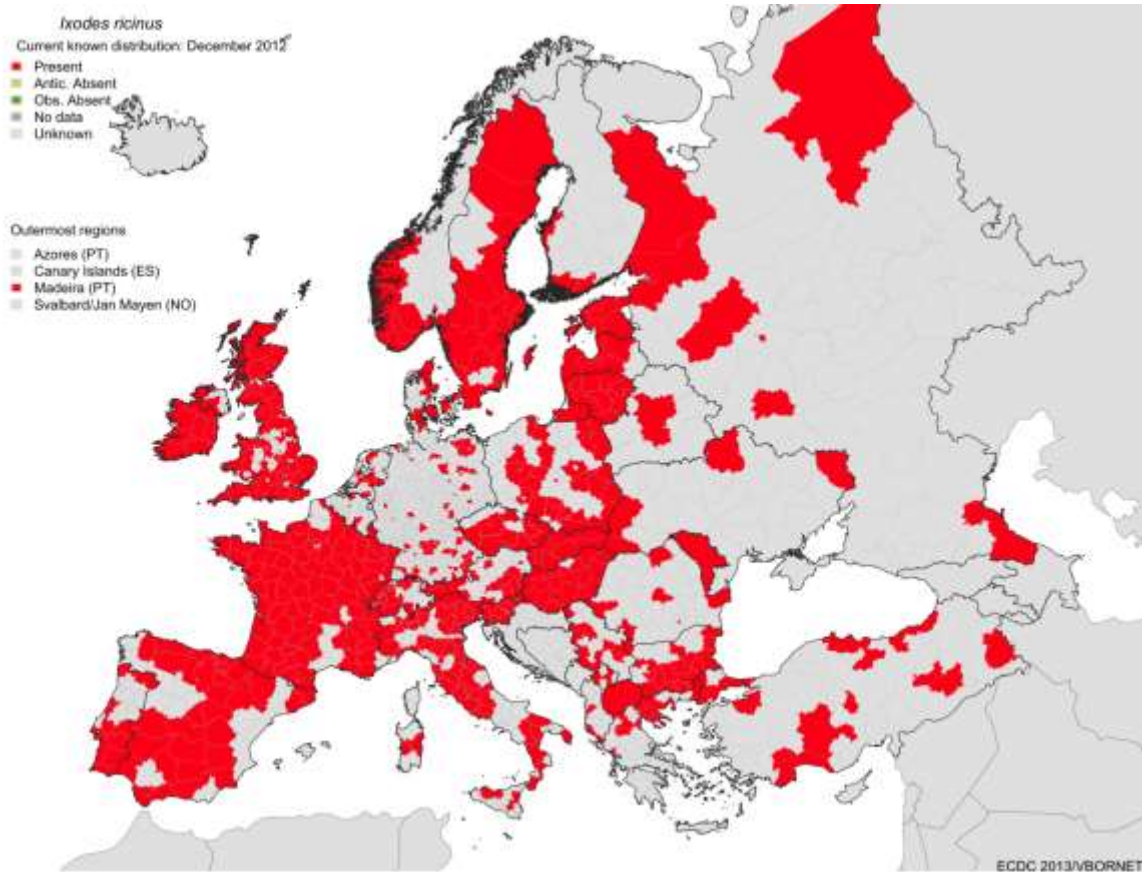 Ixodes ricinus
Current known distribution: December 2012
Present
Antic. Absent
Obs. Absent
No data
Unknown
Outermost regions
Azores (PT)
Canary Islands (ES)
Madeira (PT)
Svalbard/Jan Mayen (NO)
ECDC 2013/VBORNET